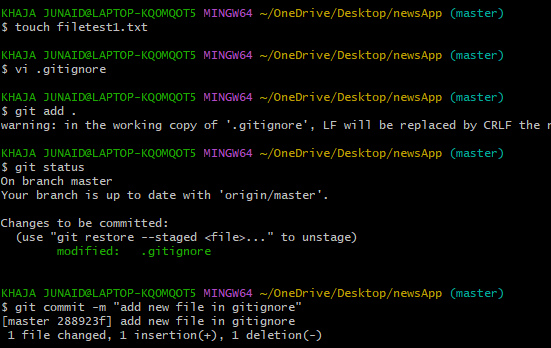 KHAJA JUNAID@LAPTOP-KQOMQOT5 MINGW64 ~/OneDrive/Desktop/newsApp (master)
$ touch filetest1.txt
KHAJA JUNAID@LAPTOP-KQOMQOT5 MINGW64 ~/OneDrive/Desktop/newsApp (master)
$ vi .gitignore
KHAJA JUNAID@LAPTOP-KQOMQOT5 MINGW64 ~/OneDrive/Desktop/newsApp (master)
$ git add .
warning: in the working copy of '.gitignore', LF will be replaced by CRLF the
KHAJA JUNAID@LAPTOP-KQOMQOT5 MINGW64 ~/OneDrive/Desktop/newsApp (master)
$ git status
On branch master
Your branch is up to date with 'origin/master'.
Changes to be committed:
  (use "git restore --staged <file>..." to unstage)
        modified:   .gitignore
KHAJA JUNAID@LAPTOP-KQOMQOT5 MINGW64 ~/OneDrive/Desktop/newsApp (master)
$ git commit -m "add new file in gitignore"
[master 288923f] add new file in gitignore
 1 file changed, 1 insertion(+), 1 deletion(-)